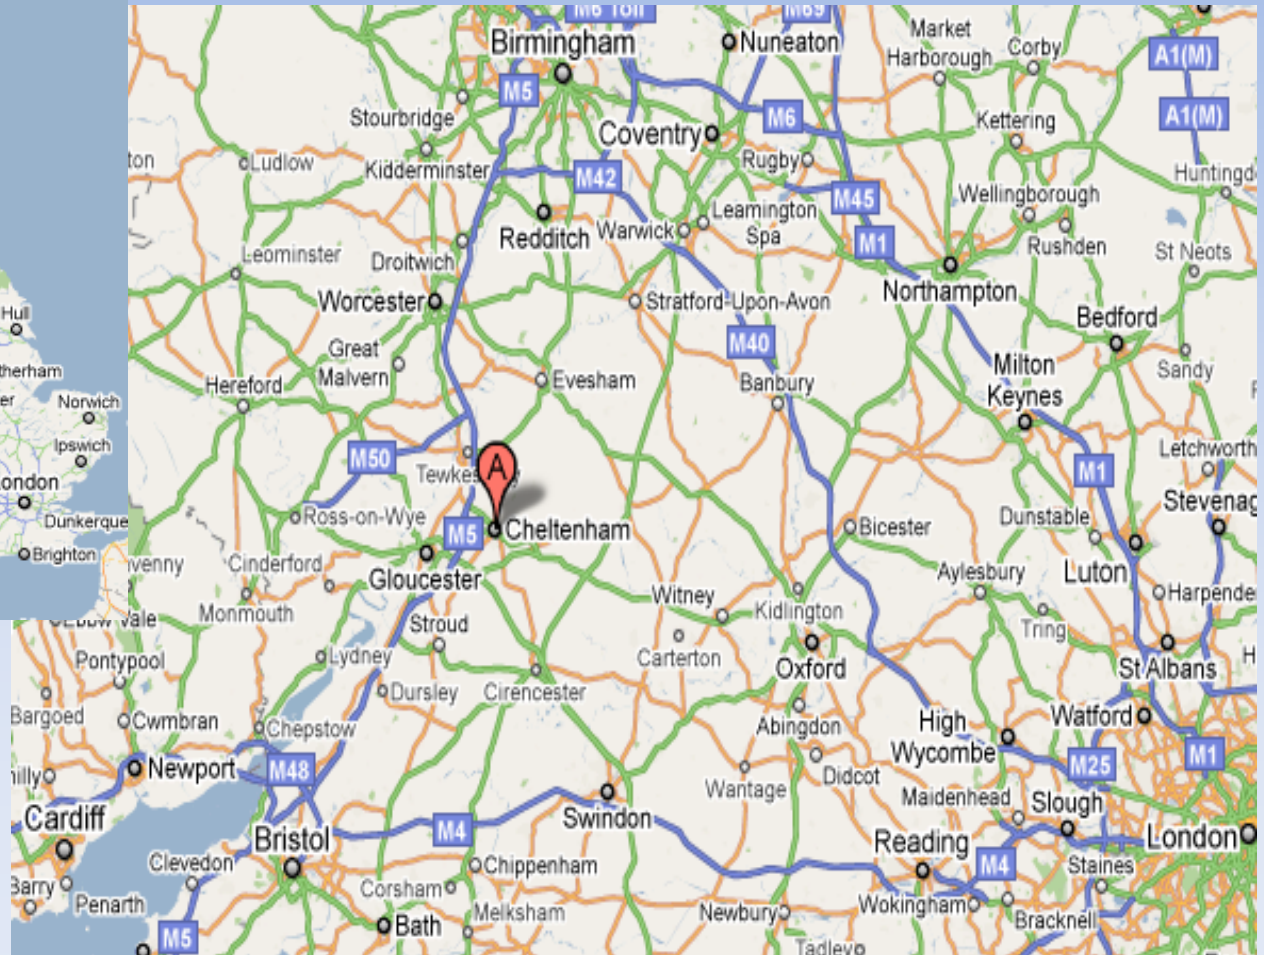 M6 Toll
M69
Birmingham
Nuneaton
Market
Harborough
Corby
A1(M)
M5
A1(M)
Stourbridge
M6
Kettering
Coventry
Ludlow
Kidderminster
Rugby
M42
M45
Wellingborough
Leamington
Spa
Redditch
Warwick
M1
Rushden
St Neots
Leominster
Droitwich
Northampton
Worcester
Stratford-Upon-Avon
Hull
Bedford
M40
Great
Malvern
Milton
Keynes
Sandy
Hereford
Evesham
Banbury
Norwich
Ipswich
M50
Letchworth
M1
A
Dunkerque
Ross-on-Wye
M5
Cheltenham
Bicester
Dunstable
Brighton
Cinderford
Gloucester
Aylesbury
Luton
Monmouth
Witney
Kidlington
Tring
Stroud
Pontypool
Lydney
Carterton
Oxford
St Albans
Dursley
Cirencester
Bargoed
Cwmbran
Chepstow
Abingdon
High
Wycombe
Watford
Newport
M48
Didcot
M25
M1
Wantage
Cardiff
Swindon
Maidenhead
Slough
Bristol
M4
Reading
London
Clevedon
Chippenham
M4
Staines
Barry
Penarth
Corsham
Melksham
Newbury
Wokingham
Bracknell
M5
Bath
Tadley